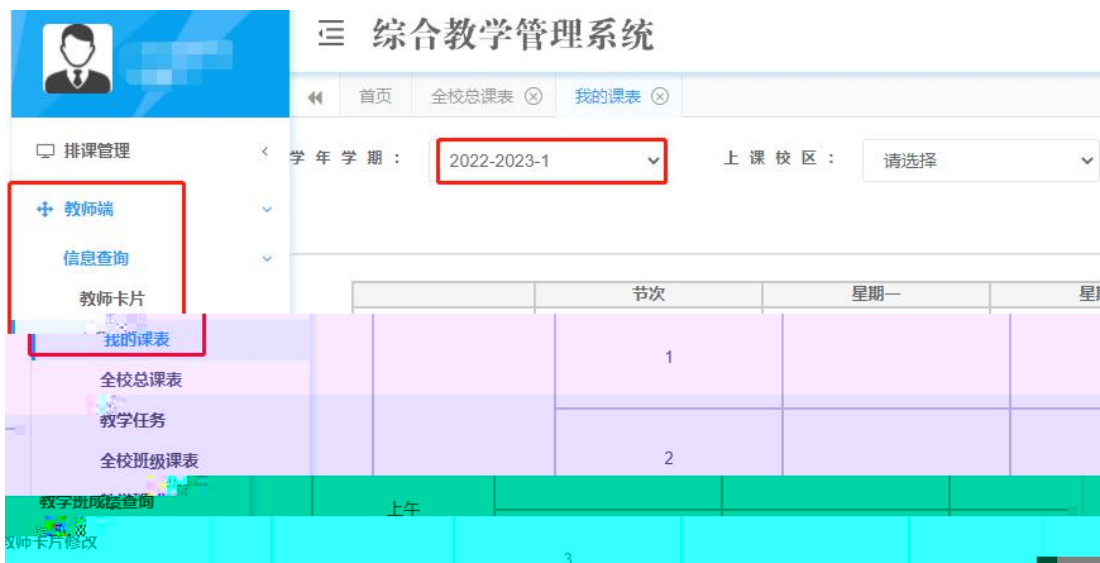 综合教学管理系统
首页 全校总课表 我的课表
排课管理
学年学期： 2022-2023-1 上课校区： 请选择
教师端
信息查询
教师卡片
节次 星期一
我的课表
1
全校总课表
教学任务
全校班级课表
2
教学班成绩查询
上午
教师卡片修改
3